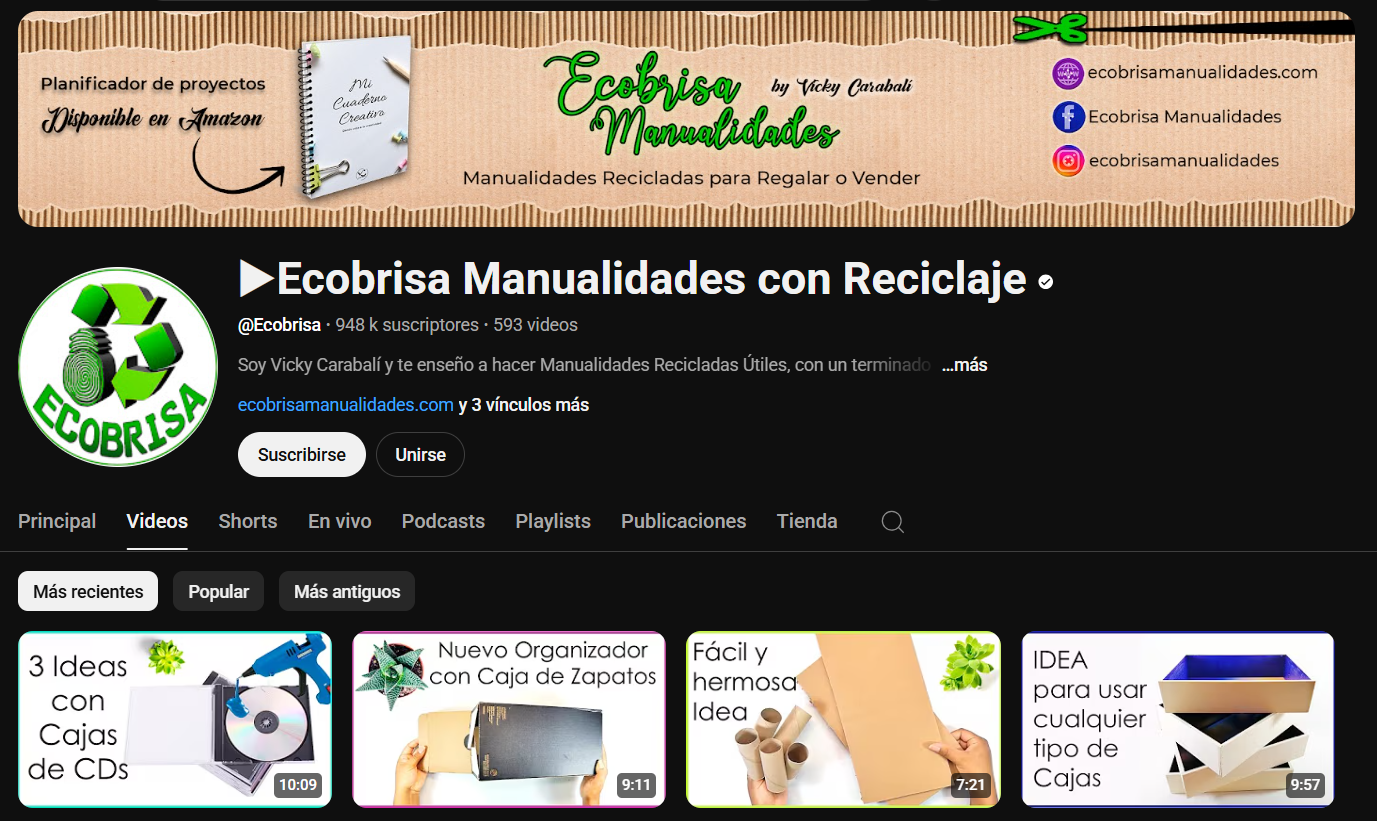 Planificador de proyectos
Disponible en Amazon
Mi
Cuaderno
Creativo
Ecobrisa
by Vicky Carabalí
Manualidades
Manualidades Recicladas para Regalar o Vender
ecobrisamanualidades.com
Ecobrisa Manualidades
ecobrisamanualidades
ECOBRISA
▶Ecobrisa Manualidades con Reciclaje
@Ecobrisa · 948 k suscriptores · 593 videos
Soy Vicky Carabalí y te enseño a hacer Manualidades Recicladas Útiles, con un terminado ...más
ecobrisamanualidades.com y 3 vínculos más
Suscribirse Unirse
Principal Videos Shorts En vivo Podcasts Playlists Publicaciones Tienda
Más recientes Popular Más antiguos
3 Ideas
con
Cajas
de CDs
10:09
Nuevo Organizador
con Caja de Zapatos
9:11
Fácil y
hermosa
Idea
7:21
IDEA
para usar
cualquier
tipo de
Cajas
9:57